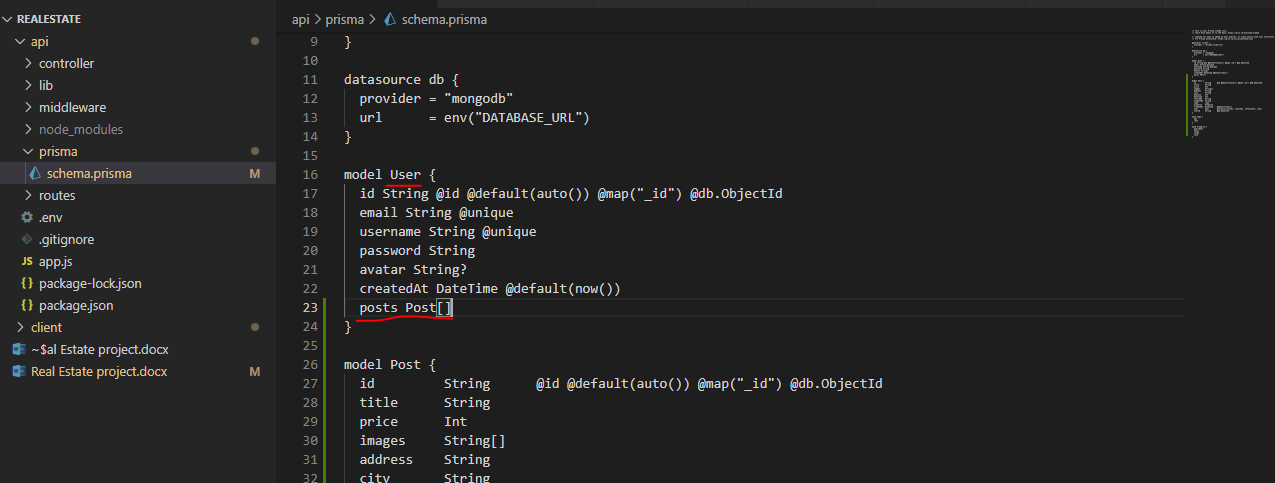 REALESTATE
api
controller
lib
middleware
node_modules
prisma
schema.prisma M
routes
.env
.gitignore
JS app.js
{} package-lock.json
{} package.json
client
~$al Estate project.docx
Real Estate project.docx M
api > prisma > schema.prisma
9 }
10
11 datasource db {
12 provider = "mongodb"
13 url = env("DATABASE_URL")
14 }
15
16 model User {
17 id String @id @default(auto()) @map("_id") @db.ObjectId
18 email String @unique
19 username String @unique
20 password String
21 avatar String?
22 createdAt DateTime @default(now())
23 posts Post[]
24 }
25
26 model Post {
27 id String @id @default(auto()) @map("_id") @db.ObjectId
28 title String
29 price Int
30 images String[]
31 address String
32 city String